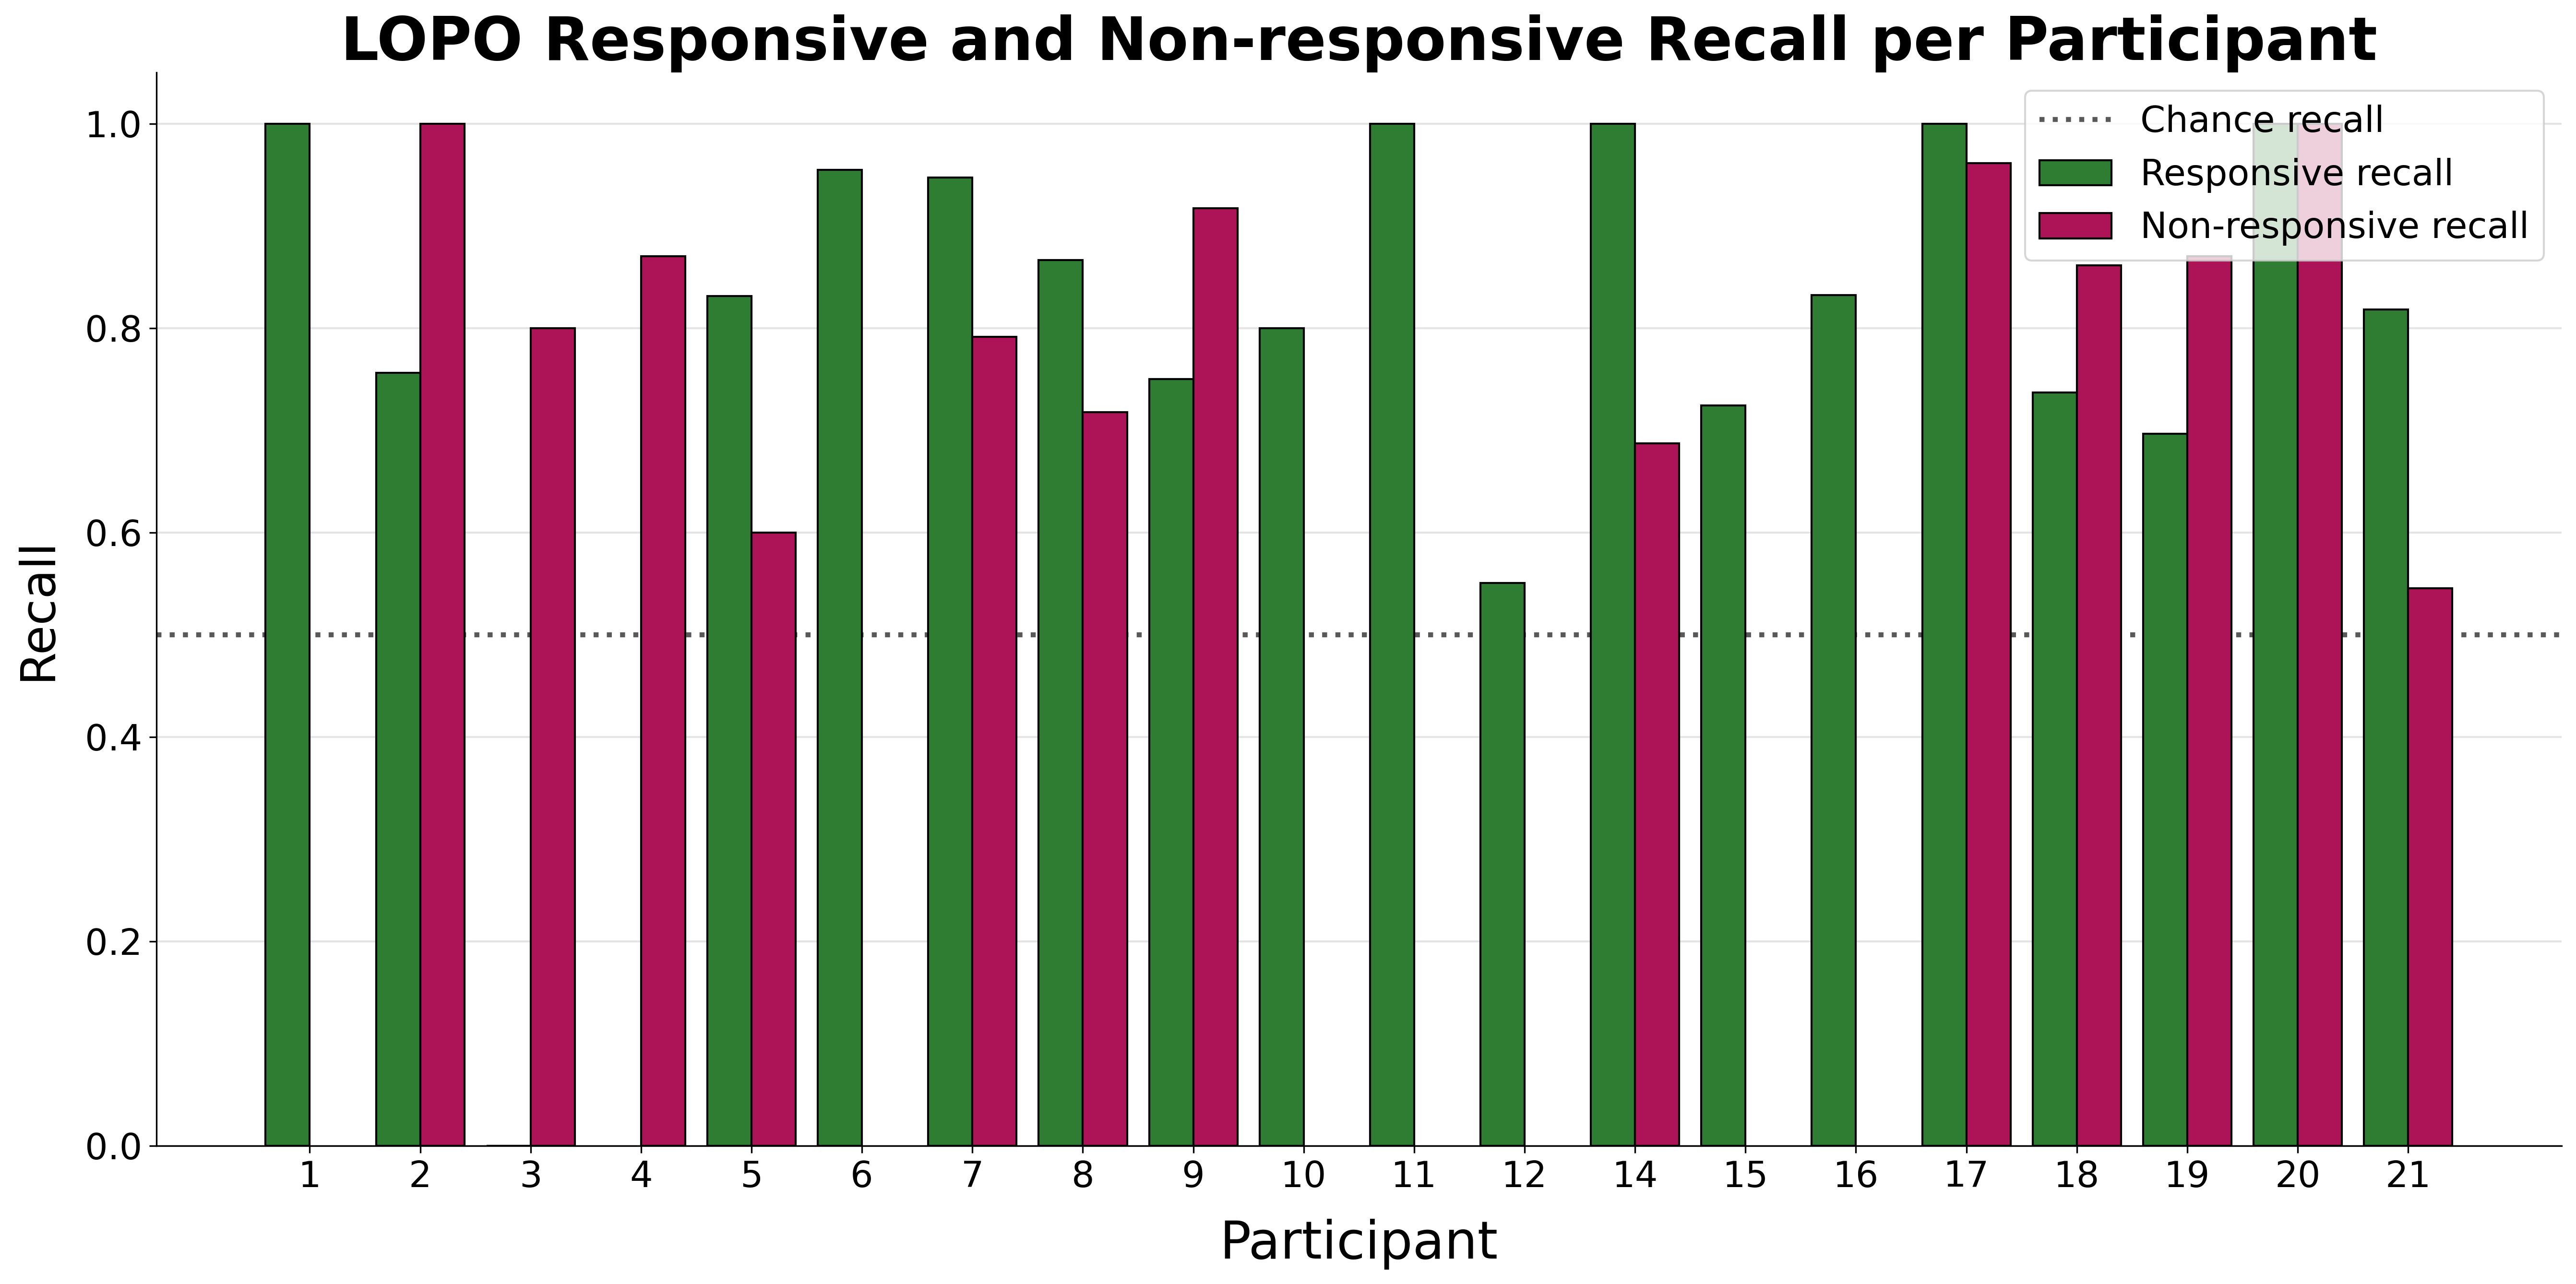 LOPO Responsive and Non-responsive Recall per Participant
1.0
0.8
0.6
0.4
0.2
0.0
Recall
Chance recall
Responsive recall
Non-responsive recall
1 2 3 4 5 6 7 8 9 10 11 12 14 15 16 17 18 19 20 21
Participant